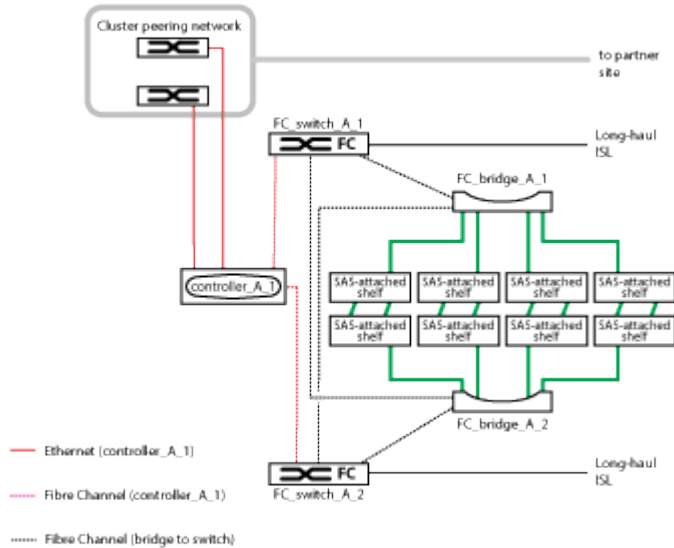 Cluster peering network
to partner
site
FC_switch_A_1
FC
Long-haul
ISL
FC_bridge_A_1
controller_A_1
SAS-attached
shelf
SAS-attached
shelf
SAS-attached
shelf
SAS-attached
shelf
SAS-attached
shelf
SAS-attached
shelf
SAS-attached
shelf
SAS-attached
shelf
FC_bridge_A_2
Ethernet (controller_A_1)
FC
Long-haul
ISL
FC_switch_A_2
Fibre Channel (controller_A_1)
Fibre Channel (bridge to switch)